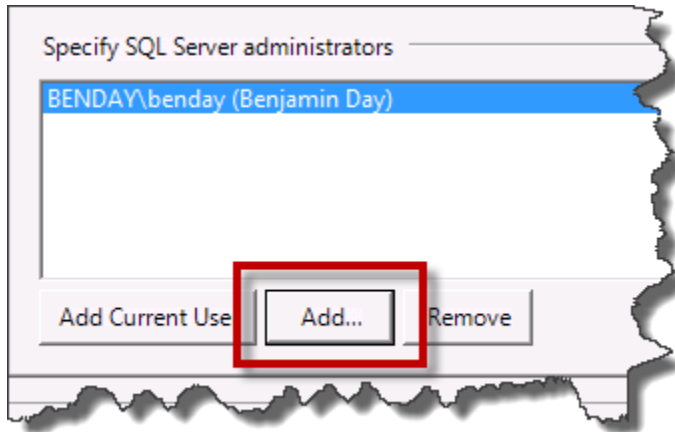 Specify SQL Server administrators
BENDAY\benday (Benjamin Day)
Add Current Use Add... Remove